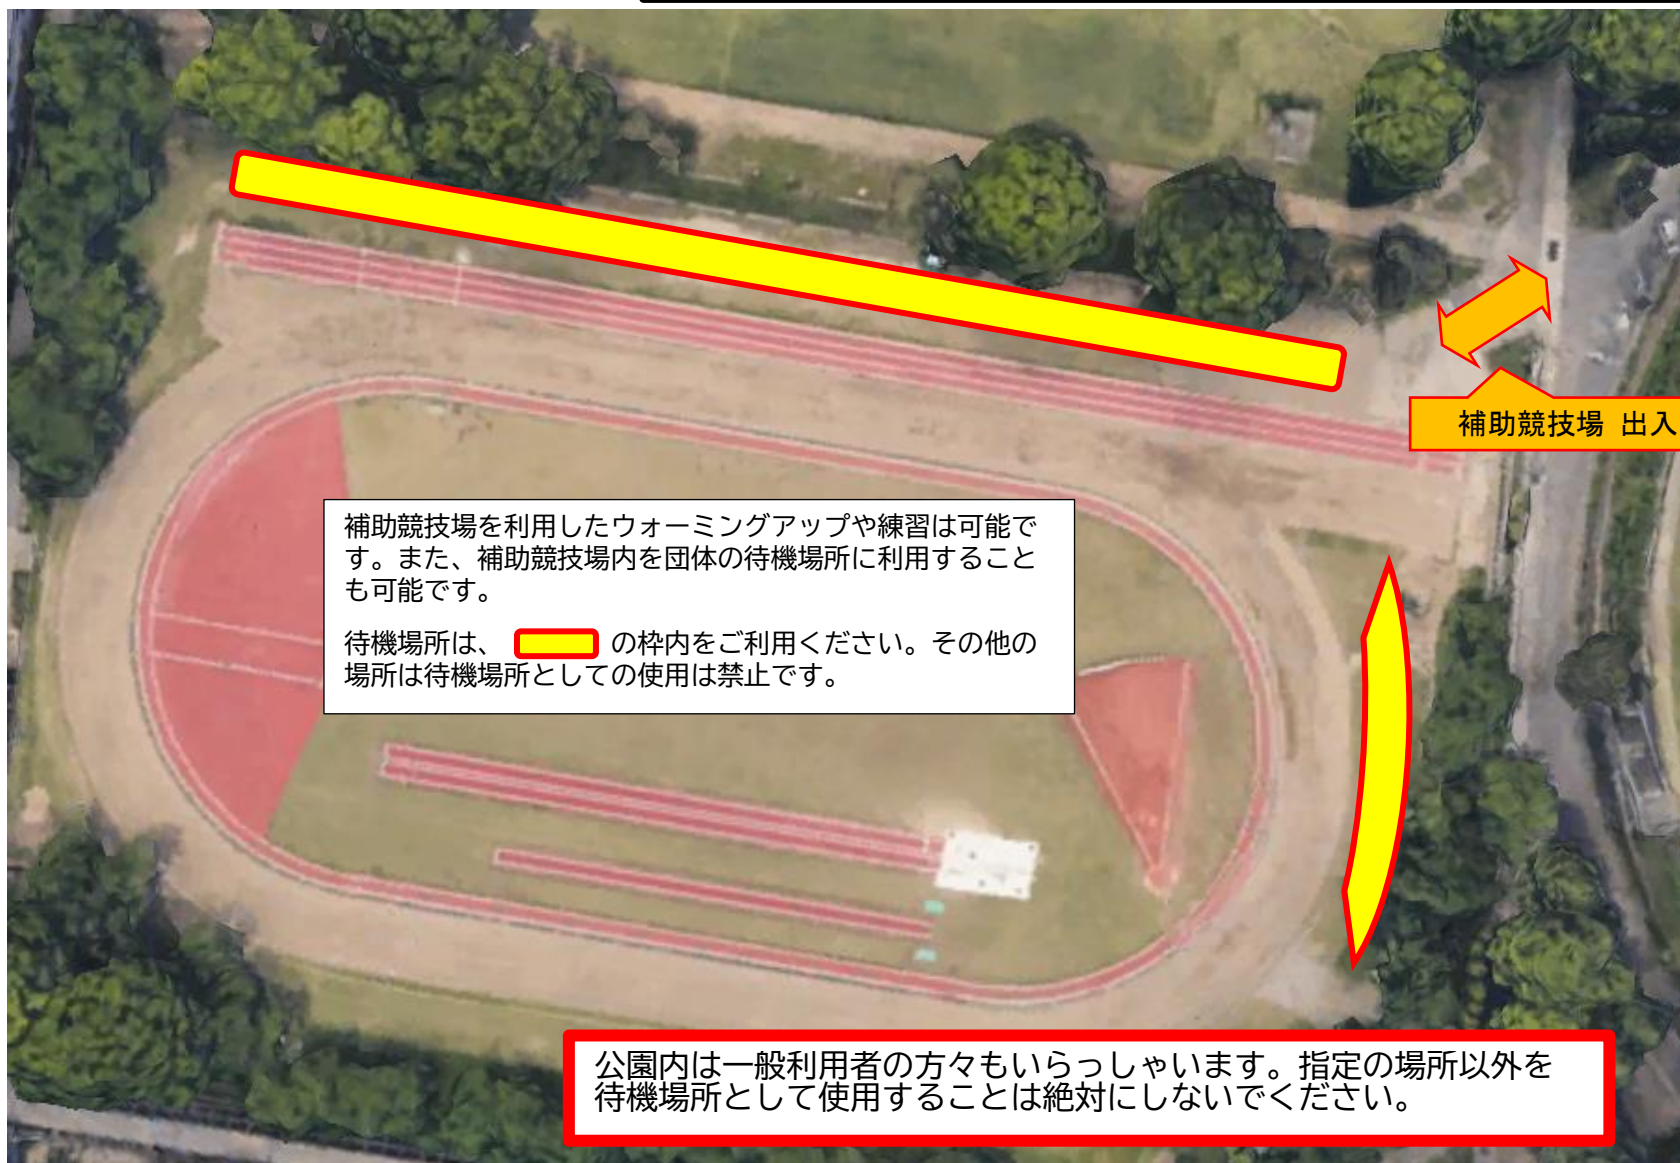 補助競技場 出入
補助競技場を利用したウォーミングアップや練習は可能で
す。また、補助競技場内を団体の待機場所に利用すること
も可能です。
待機場所は、 の枠内をご利用ください。その他の
場所は待機場所としての使用は禁止です。
公園内は一般利用者の方々もいらっしゃいます。指定の場所以外を
待機場所として使用することは絶対にしないでください。